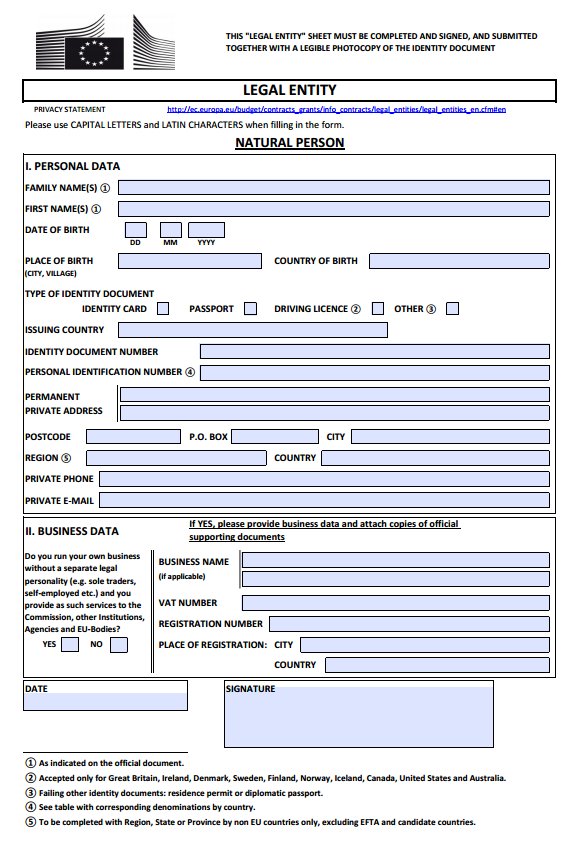 THIS "LEGAL ENTITY" SHEET MUST BE COMPLETED AND SIGNED, AND SUBMITTED
TOGETHER WITH A LEGIBLE PHOTOCOPY OF THE IDENTITY DOCUMENT
LEGAL ENTITY
PRIVACY STATEMENT http://ec.europa.eu/budget/contracts_grants/info_contracts/legal_entities/legal_entities_en.cfm#en
Please use CAPITAL LETTERS and LATIN CHARACTERS when filling in the form.
NATURAL PERSON
I. PERSONAL DATA
FAMILY NAME(S) ①
FIRST NAME(S) ①
DATE OF BIRTH
DD MM YYYY
PLACE OF BIRTH COUNTRY OF BIRTH
(CITY, VILLAGE)
TYPE OF IDENTITY DOCUMENT
IDENTITY CARD PASSPORT DRIVING LICENCE ② OTHER ③
ISSUING COUNTRY
IDENTITY DOCUMENT NUMBER
PERSONAL IDENTIFICATION NUMBER ④
PERMANENT
PRIVATE ADDRESS
POSTCODE P.O. BOX CITY
REGION ⑤ COUNTRY
PRIVATE PHONE
PRIVATE E-MAIL
II. BUSINESS DATA
If YES, please provide business data and attach copies of official
supporting documents
Do you run your own business
without a separate legal
personality (e.g. sole traders,
self-employed etc.) and you
provide as such services to the
Commission, other Institutions,
Agencies and EU-Bodies?
YES NO
BUSINESS NAME
(if applicable)
VAT NUMBER
REGISTRATION NUMBER
PLACE OF REGISTRATION: CITY
COUNTRY
DATE SIGNATURE
① As indicated on the official document.
② Accepted only for Great Britain, Ireland, Denmark, Sweden, Finland, Norway, Iceland, Canada, United States and Australia.
③ Failing other identity documents: residence permit or diplomatic passport.
④ See table with corresponding denominations by country.
⑤ To be completed with Region, State or Province by non EU countries only, excluding EFTA and candidate countries.